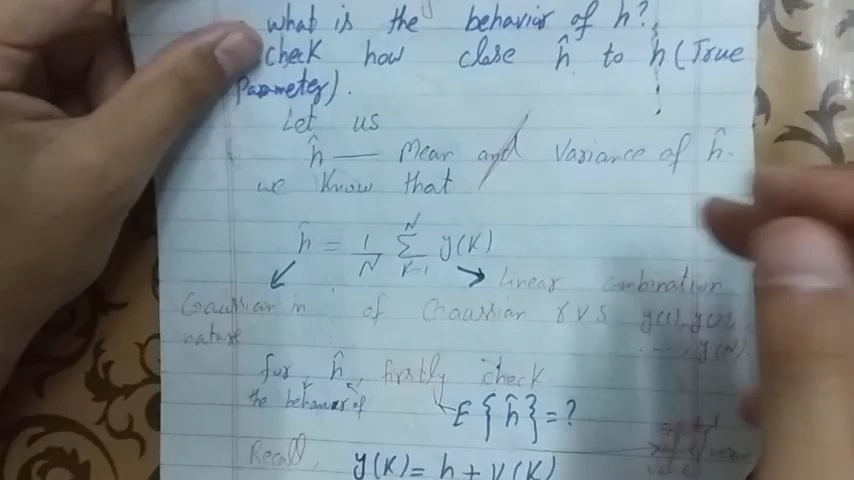 what is the behavior of h?
check how close ĥ to h (True
Parameter).
Let us
ĥ — Mean and Variance of ĥ.
we know that
ĥ = 1/N Σ_{K=1}^{N} y(K)
Gaussian in nature
linear combination
of Gaussian rvs y(1), y(2),
...., y(N)
for, ĥ, firstly check
the behavior of
E{ĥ} = ?
Recall, y(K) = h + V(K)